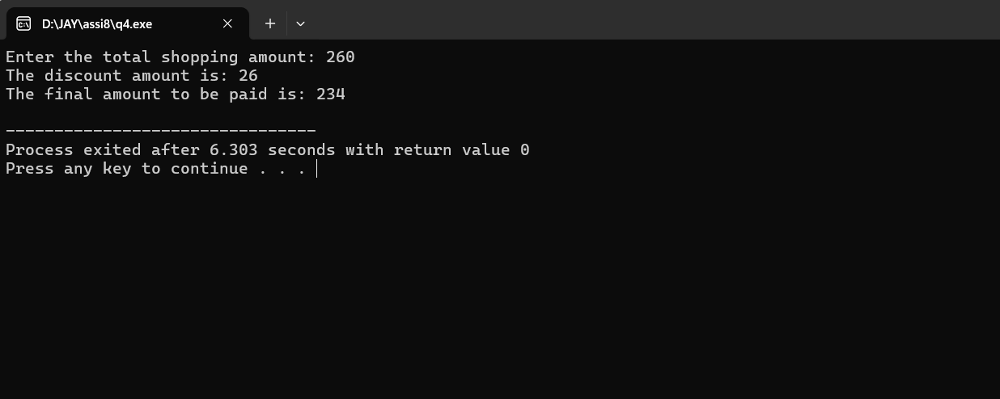 D:\JAY\assi8\q4.exe
Enter the total shopping amount: 260
The discount amount is: 26
The final amount to be paid is: 234
--------------------------------
Process exited after 6.303 seconds with return value 0
Press any key to continue . . .